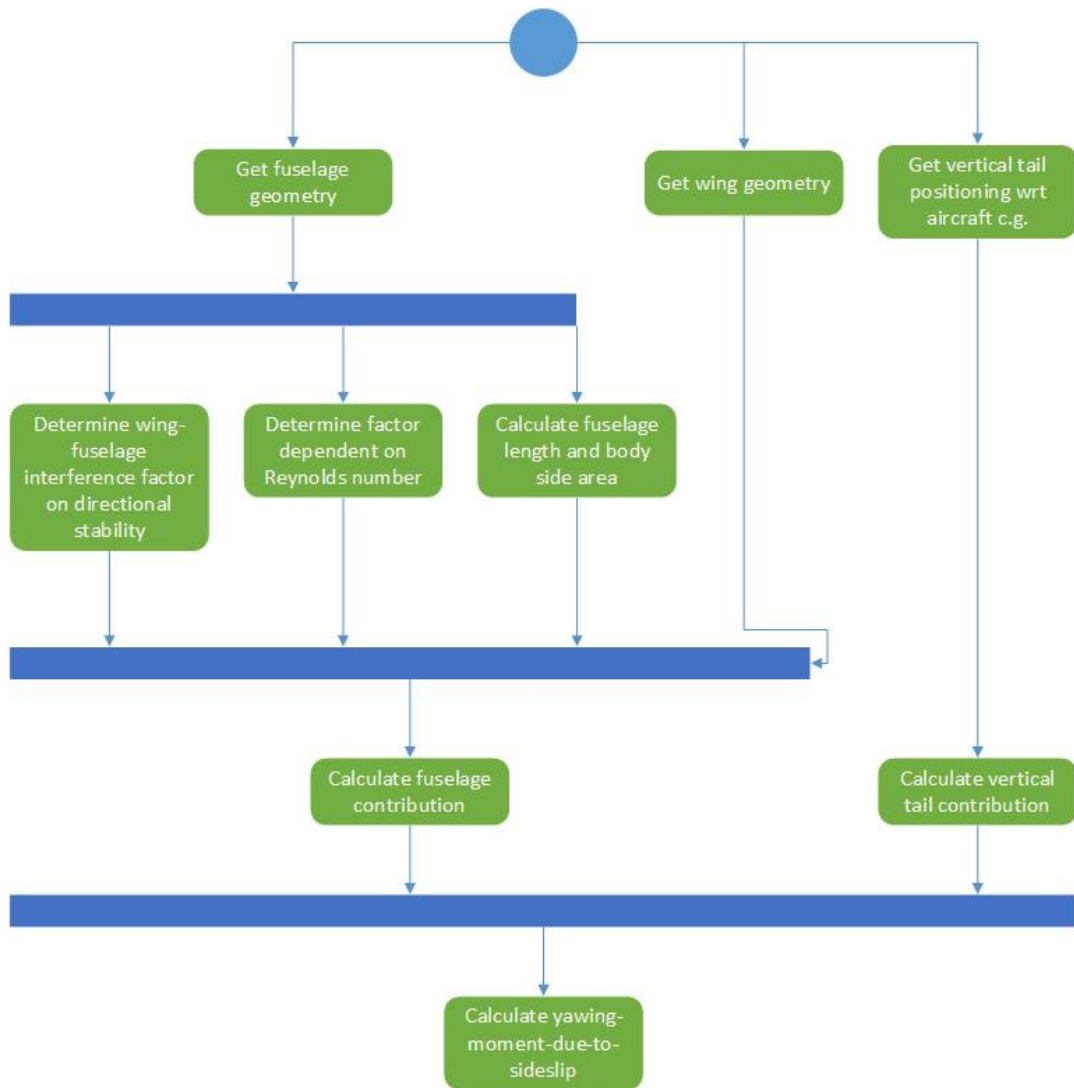 Get fuselage
geometry
Get wing geometry
Get vertical tail
positioning wrt
aircraft c.g.
Determine wing-
fuselage
interference factor
on directional
stability
Determine factor
dependent on
Reynolds number
Calculate fuselage
length and body
side area
Calculate fuselage
contribution
Calculate vertical
tail contribution
Calculate yawing-
moment-due-to-
sideslip